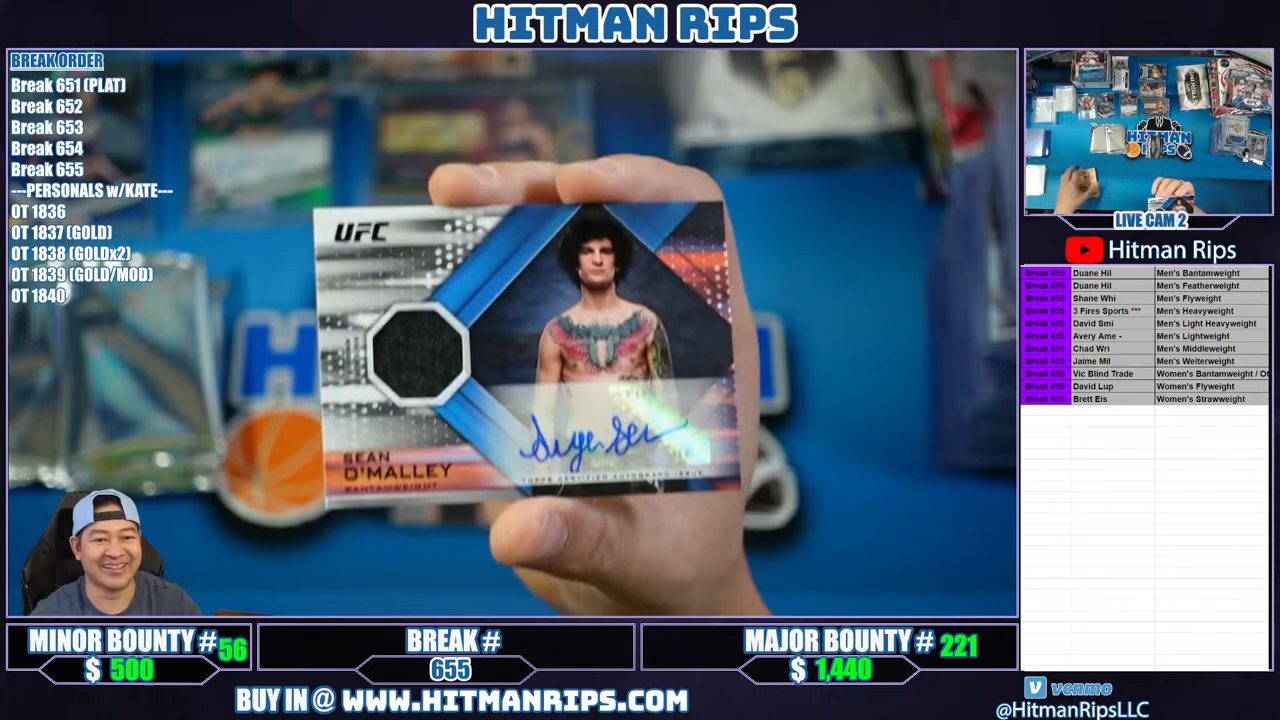 HITMAN RIPS
BREAK ORDER
Break 651 (PLAT)
Break 652
Break 653
Break 654
Break 655
---PERSONALS w/KATE---
OT 1836
OT 1837 (GOLD)
OT 1838 (GOLDx2)
OT 1839 (GOLD/MOD)
OT 1840
UFC
SEAN
O'MALLEY
BANTAMWEIGHT
TOPPS CERTIFIED AUTOGRAPH ISSUE
HITMAN
LIVE CAM 2
Hitman Rips
Break 655 Duane Hil Men's Bantamweight
Break 655 Duane Hil Men's Featherweight
Break 655 Shane Whi Men's Flyweight
Break 655 3 Fires Sports *** Men's Heavyweight
Break 655 David Smi Men's Light Heavyweight
Break 655 Avery Ame - Men's Lightweight
Break 655 Chad Wri Men's Middleweight
Break 655 Jaime Mil Men's Welterweight
Break 655 Vic Blind Trade Women's Bantamweight / Ot
Break 655 David Lup Women's Flyweight
Break 655 Brett Eis Women's Strawweight
MINOR BOUNTY # 56
$ 500
BREAK #
655
MAJOR BOUNTY # 221
$ 1,440
BUY IN @ WWW.HITMANRIPS.COM
venmo
@HitmanRipsLLC